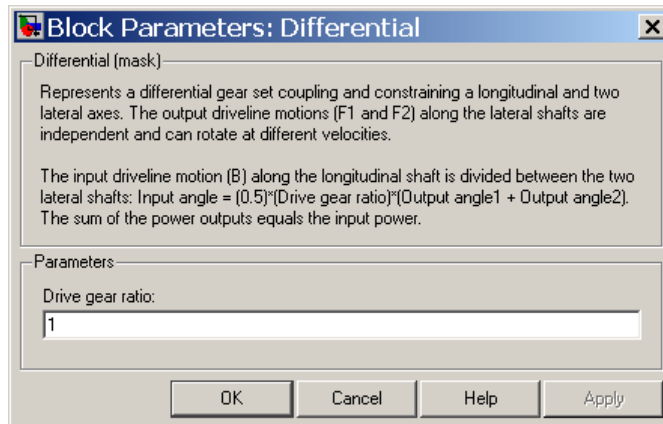 Block Parameters: Differential
Differential (mask)
Represents a differential gear set coupling and constraining a longitudinal and two
lateral axes. The output driveline motions (F1 and F2) along the lateral shafts are
independent and can rotate at different velocities.
The input driveline motion (B) along the longitudinal shaft is divided between the two
lateral shafts: Input angle = (0.5)*(Drive gear ratio)*(Output angle1 + Output angle2).
The sum of the power outputs equals the input power.
Parameters
Drive gear ratio:
1
OK Cancel Help Apply